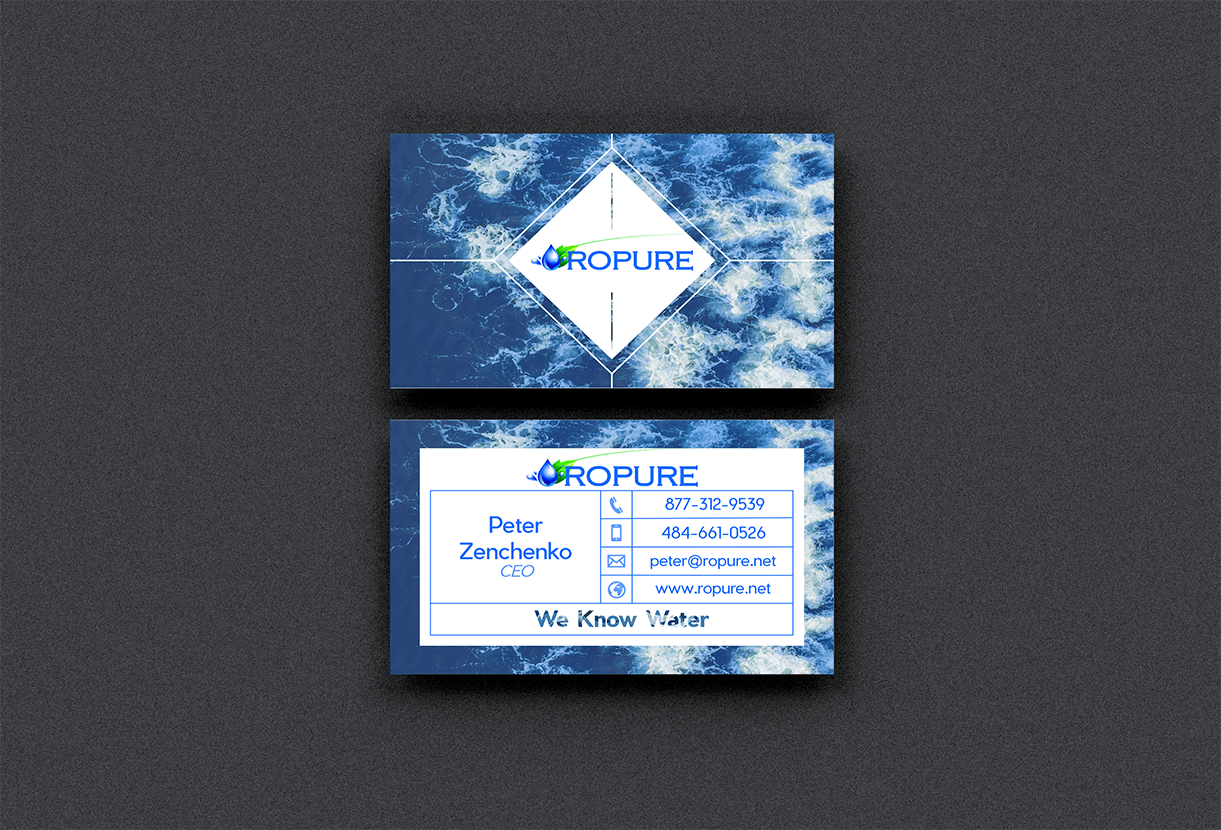 ROPURE
ROPURE
Peter
Zenchenko
CEO
877-312-9539
484-661-0526
peter@ropure.net
www.ropure.net
We Know Water